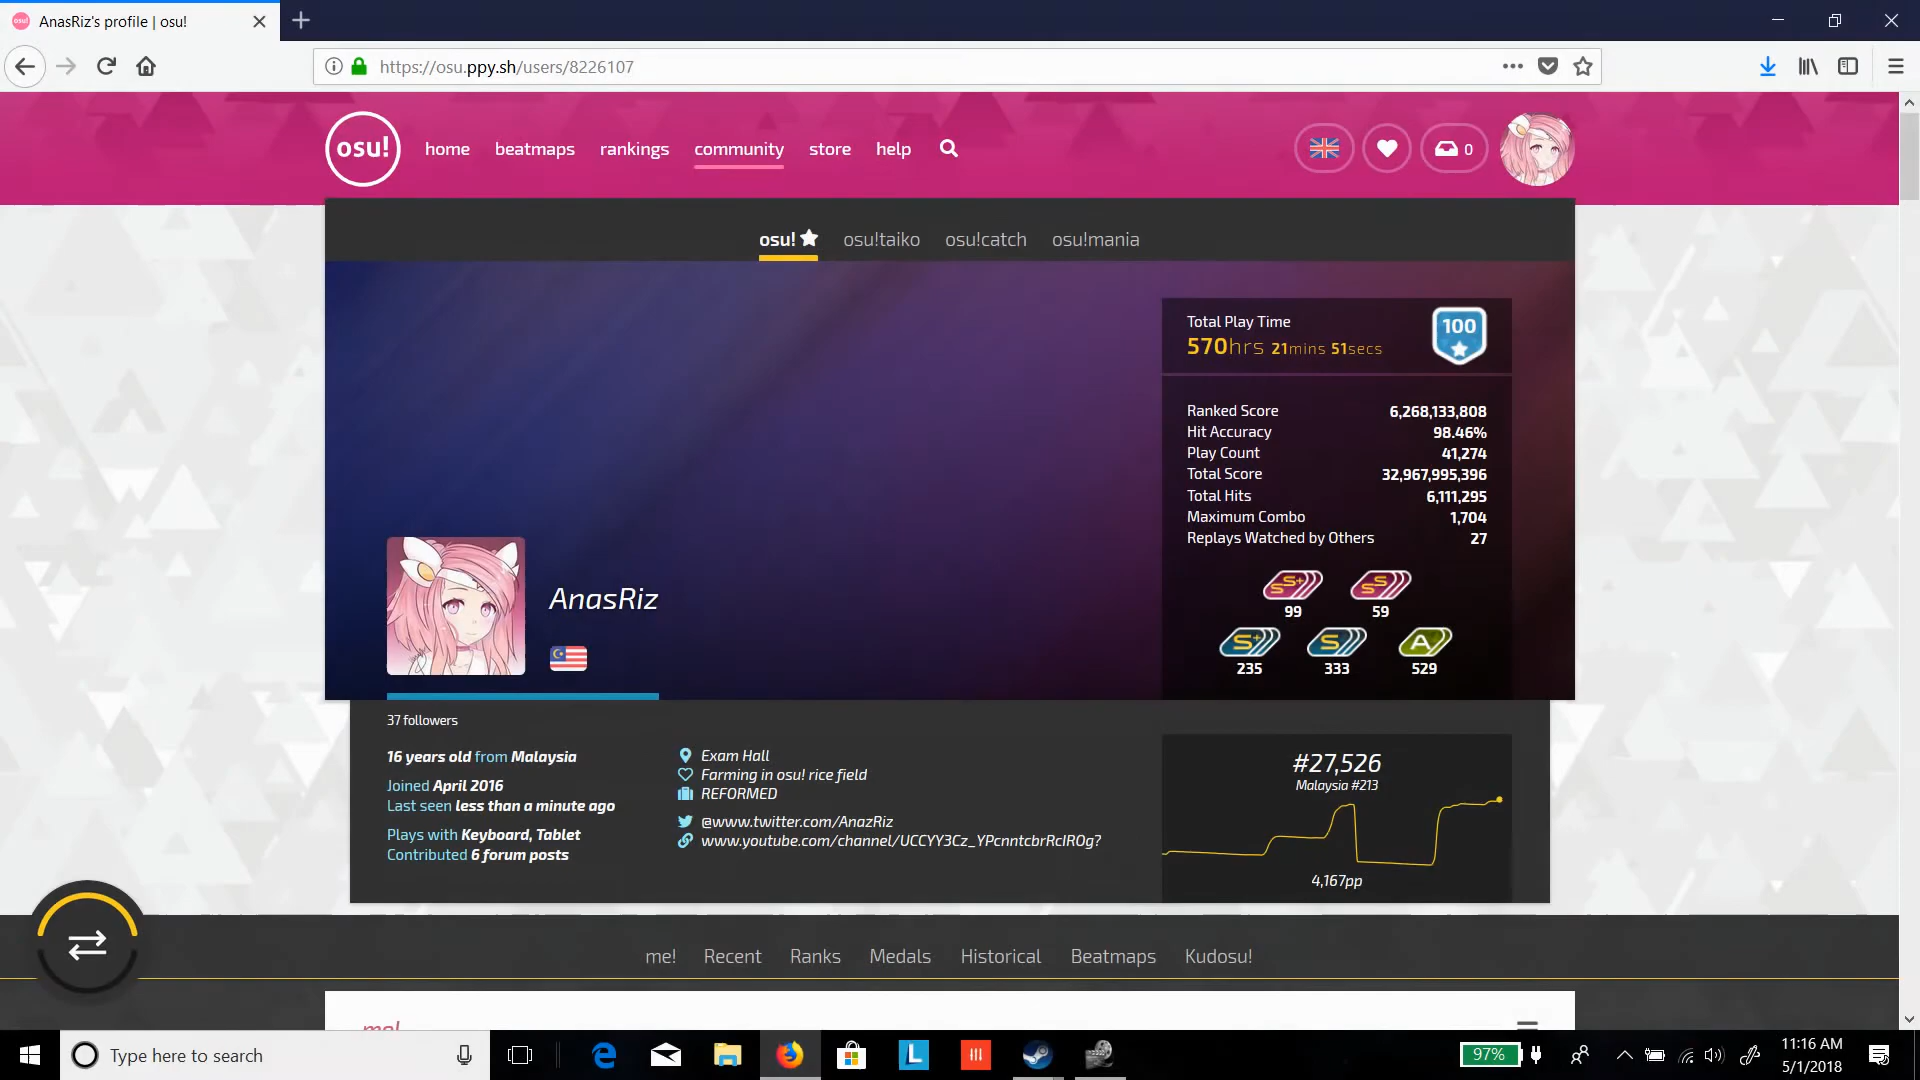 AnasRiz's profile | osu!
https://osu.ppy.sh/users/8226107
osu! home beatmaps rankings community store help 0
osu! osu!taiko osu!catch osu!mania
Total Play Time
570hrs 21mins 51secs
100
Ranked Score 6,268,133,808
Hit Accuracy 98.46%
Play Count 41,274
Total Score 32,967,995,396
Total Hits 6,111,295
Maximum Combo 1,704
Replays Watched by Others 27
S+ SS
99 59
S+ S A
235 333 529
AnasRiz
37 followers
16 years old from Malaysia
Joined April 2016
Last seen less than a minute ago
Plays with Keyboard, Tablet
Contributed 6 forum posts
Exam Hall
Farming in osu! rice field
REFORMED
@www.twitter.com/AnazRiz
www.youtube.com/channel/UCCYY3Cz_YPcnntcbrRcIROg?
#27,526
Malaysia #213
4,167pp
me! Recent Ranks Medals Historical Beatmaps Kudosu!
me!
Type here to search
97%
11:16 AM
5/1/2018